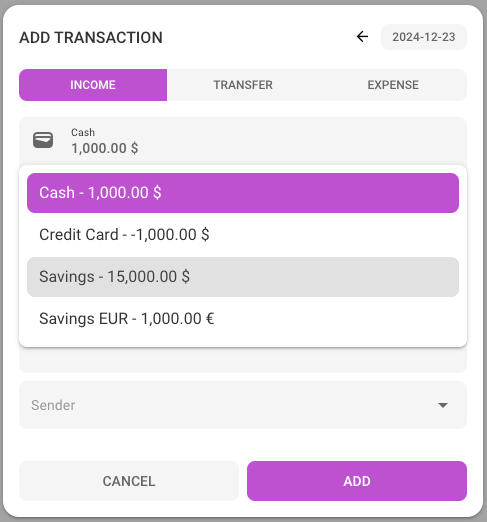 ADD TRANSACTION
2024-12-23
INCOME
TRANSFER
EXPENSE
Cash
1,000.00 $
Cash - 1,000.00 $
Credit Card - -1,000.00 $
Savings - 15,000.00 $
Savings EUR - 1,000.00 €
Sender
CANCEL
ADD